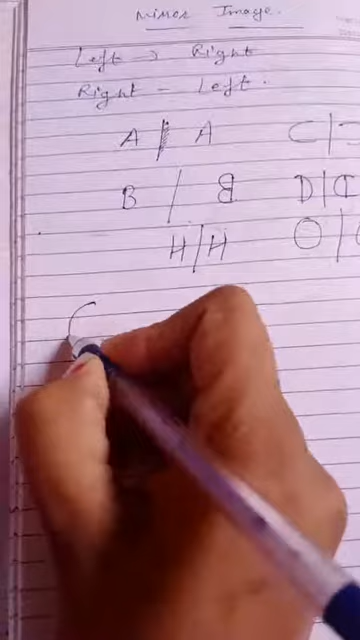 Mirror Image.
Left → Right
Right - Left.
A | A C |
B | B D | D
H | H O |